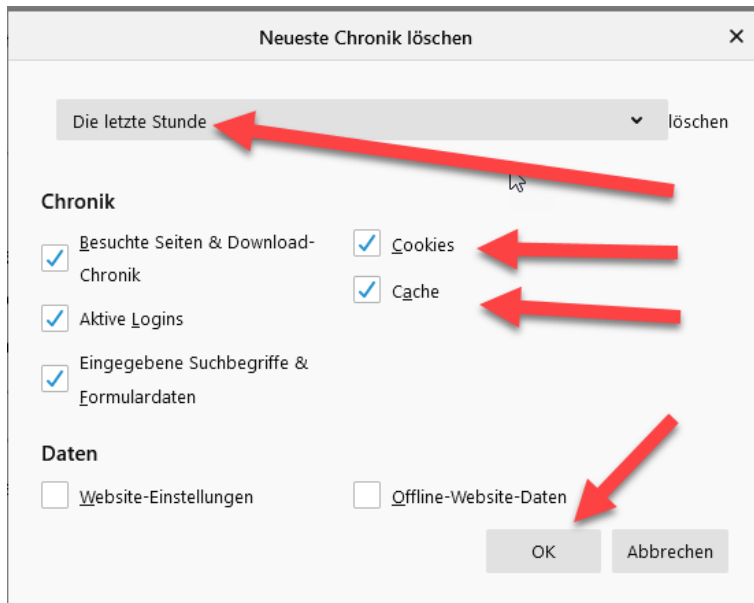 Neueste Chronik löschen
Die letzte Stunde löschen
Chronik
Besuchte Seiten & Download-
Chronik
Cookies
Cache
Aktive Logins
Eingegebene Suchbegriffe &
Formulardaten
Daten
Website-Einstellungen
Offline-Website-Daten
OK
Abbrechen